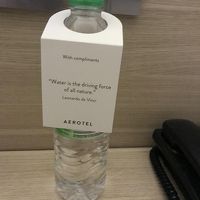 With compliments
"Water is the driving force
of all nature."
Leonardo da Vinci
AEROTEL